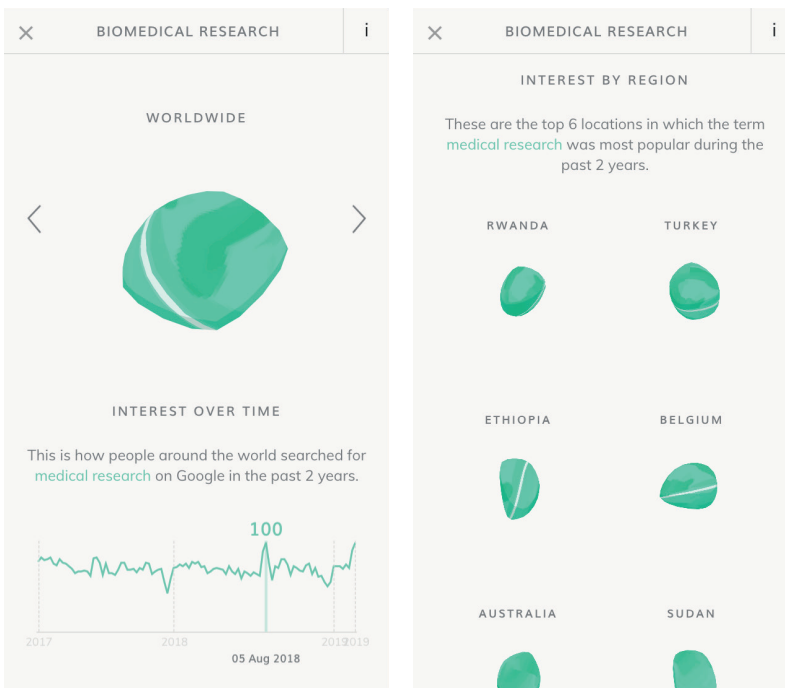 BIOMEDICAL RESEARCH
i
WORLDWIDE
INTEREST OVER TIME
This is how people around the world searched for
medical research on Google in the past 2 years.
100
2017
2018
2019
2019
05 Aug 2018
BIOMEDICAL RESEARCH
i
INTEREST BY REGION
These are the top 6 locations in which the term
medical research was most popular during the
past 2 years.
RWANDA
TURKEY
ETHIOPIA
BELGIUM
AUSTRALIA
SUDAN